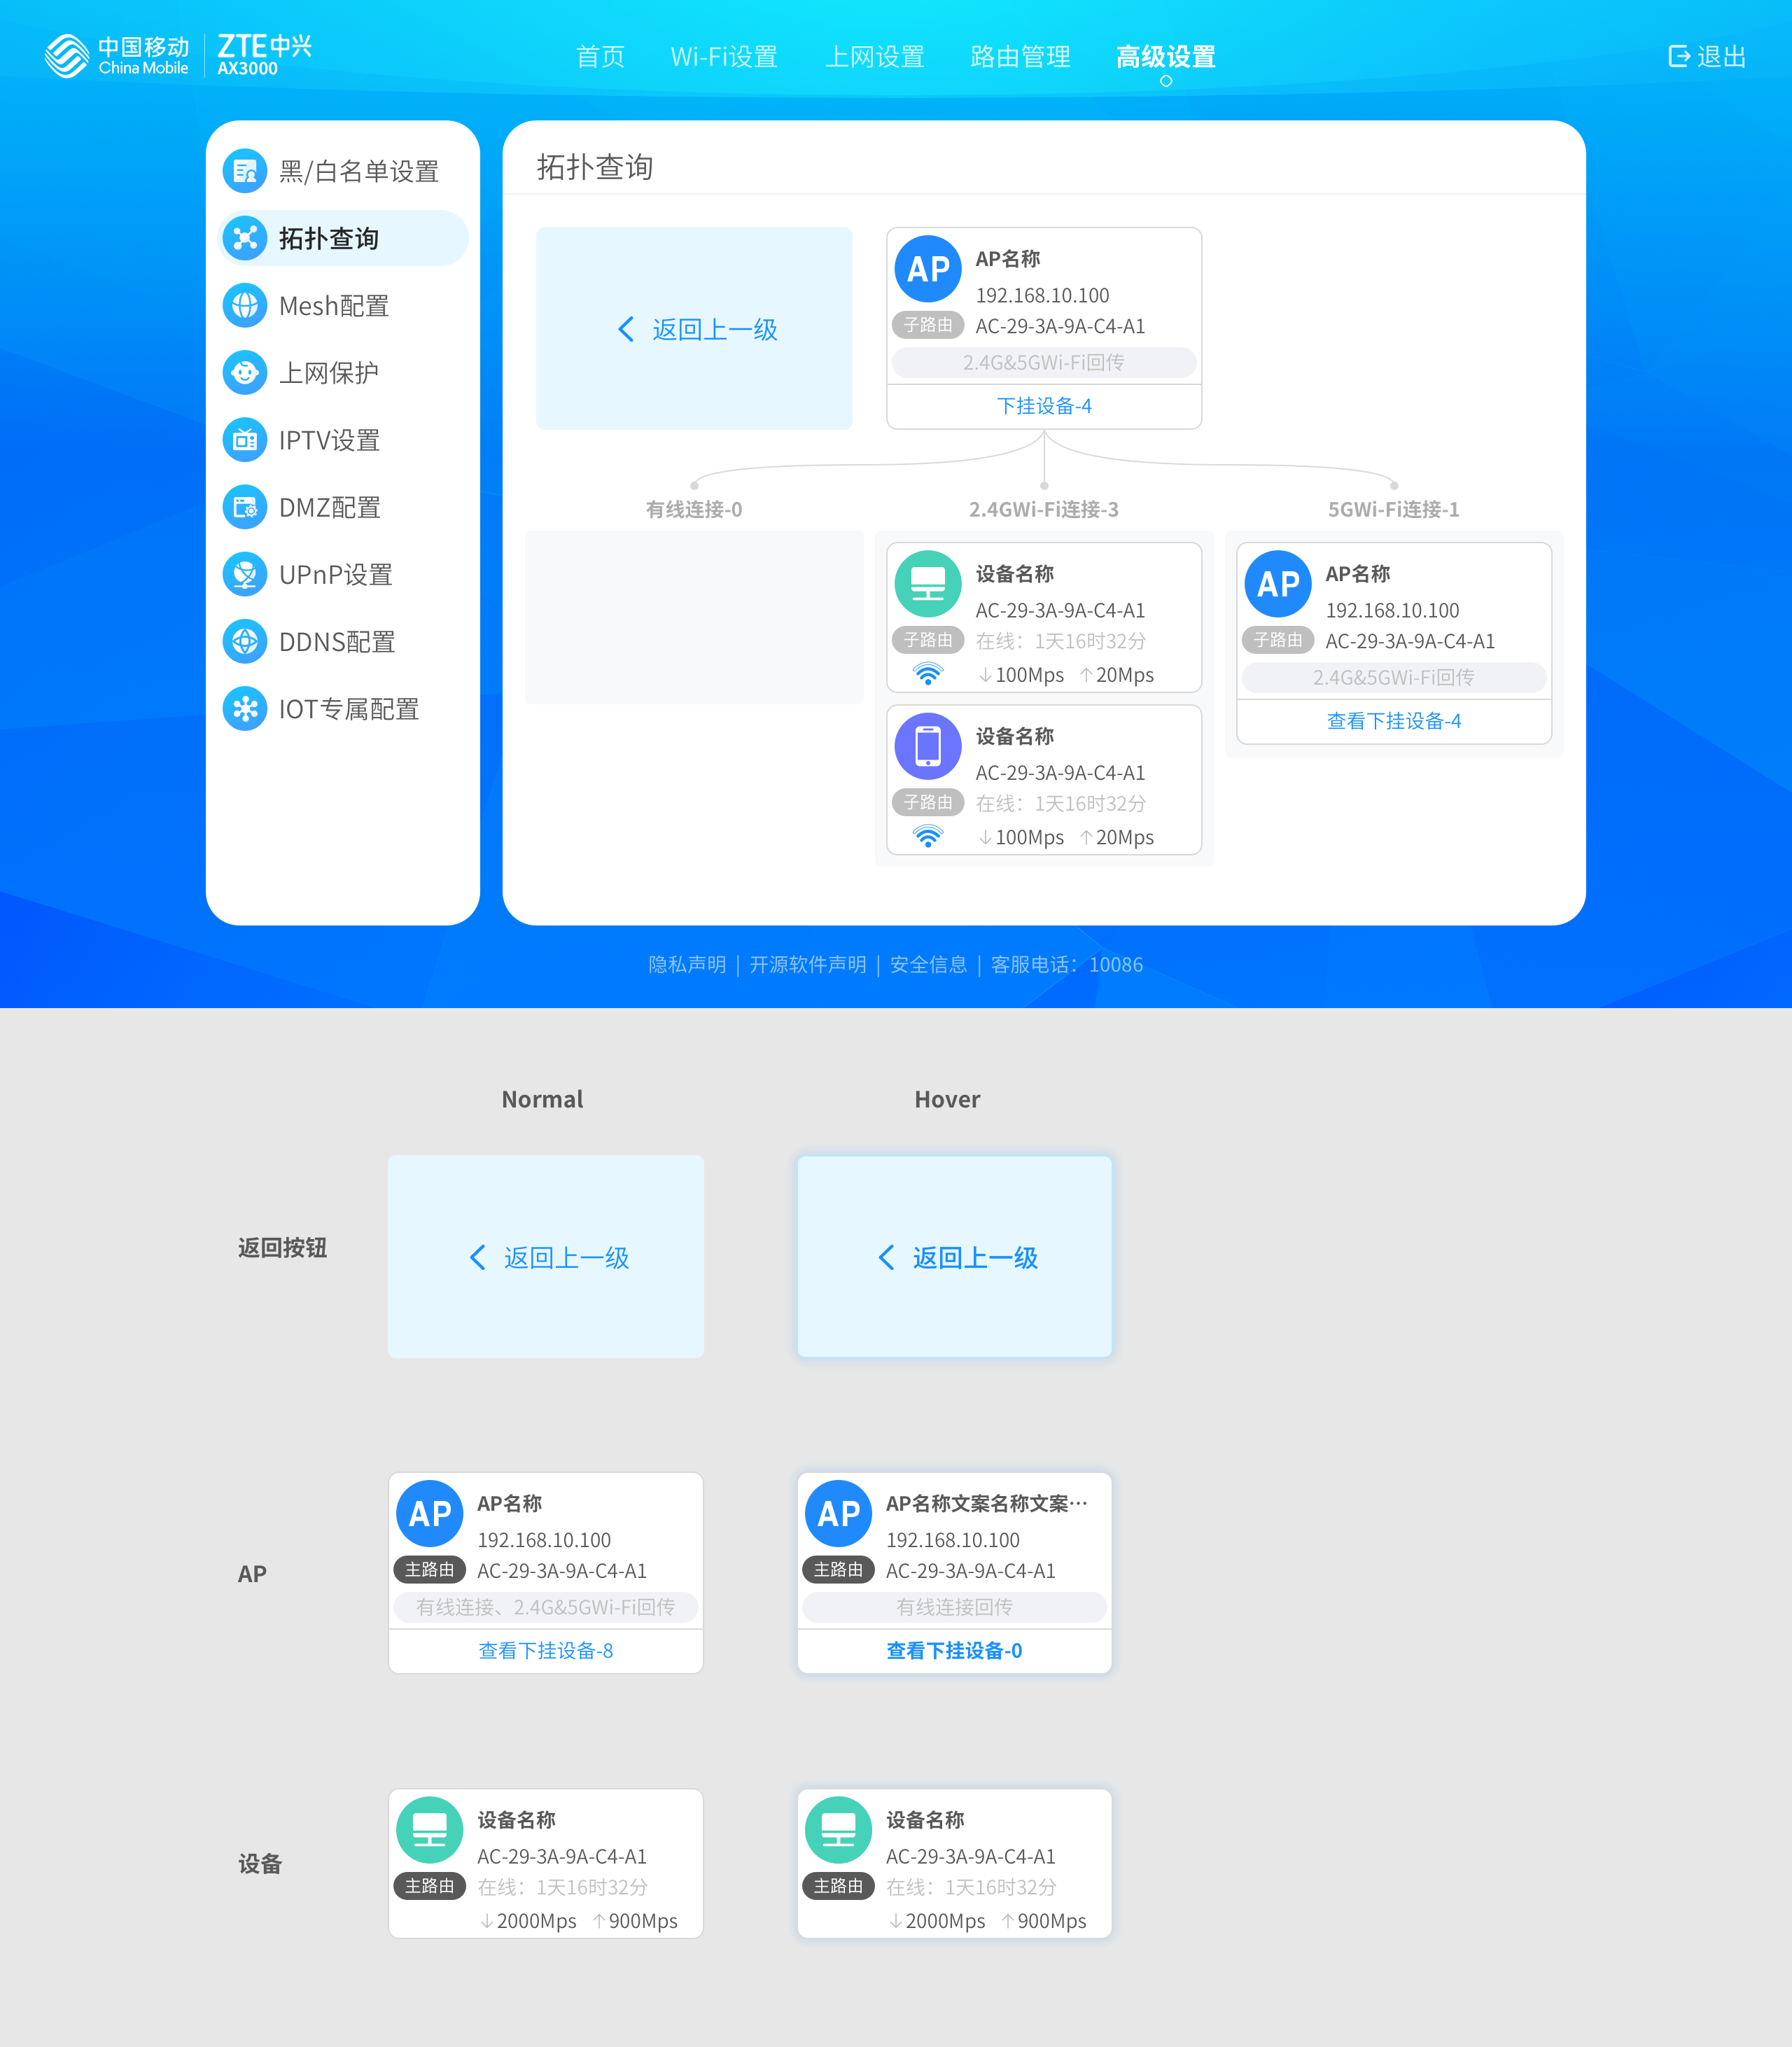 中国移动
China Mobile
ZTE中兴
AX3000
首页
Wi-Fi设置
上网设置
路由管理
高级设置
退出
黑/白名单设置
拓扑查询
Mesh配置
上网保护
IPTV设置
DMZ配置
UPnP设置
DDNS配置
IOT专属配置
拓扑查询
返回上一级
AP
AP名称
192.168.10.100
子路由
AC-29-3A-9A-C4-A1
2.4G&5GWi-Fi回传
下挂设备-4
有线连接-0
2.4GWi-Fi连接-3
5GWi-Fi连接-1
设备名称
AC-29-3A-9A-C4-A1
子路由
在线：1天16时32分
↓100Mps ↑20Mps
设备名称
AC-29-3A-9A-C4-A1
子路由
在线：1天16时32分
↓100Mps ↑20Mps
AP
AP名称
192.168.10.100
子路由
AC-29-3A-9A-C4-A1
2.4G&5GWi-Fi回传
查看下挂设备-4
隐私声明 | 开源软件声明 | 安全信息 | 客服电话：10086
Normal
Hover
返回按钮
返回上一级
返回上一级
AP
AP
AP名称
192.168.10.100
主路由
AC-29-3A-9A-C4-A1
有线连接、2.4G&5GWi-Fi回传
查看下挂设备-8
AP
AP名称文案名称文案…
192.168.10.100
主路由
AC-29-3A-9A-C4-A1
有线连接回传
查看下挂设备-0
设备
设备名称
AC-29-3A-9A-C4-A1
主路由
在线：1天16时32分
↓2000Mps ↑900Mps
设备名称
AC-29-3A-9A-C4-A1
主路由
在线：1天16时32分
↓2000Mps ↑900Mps